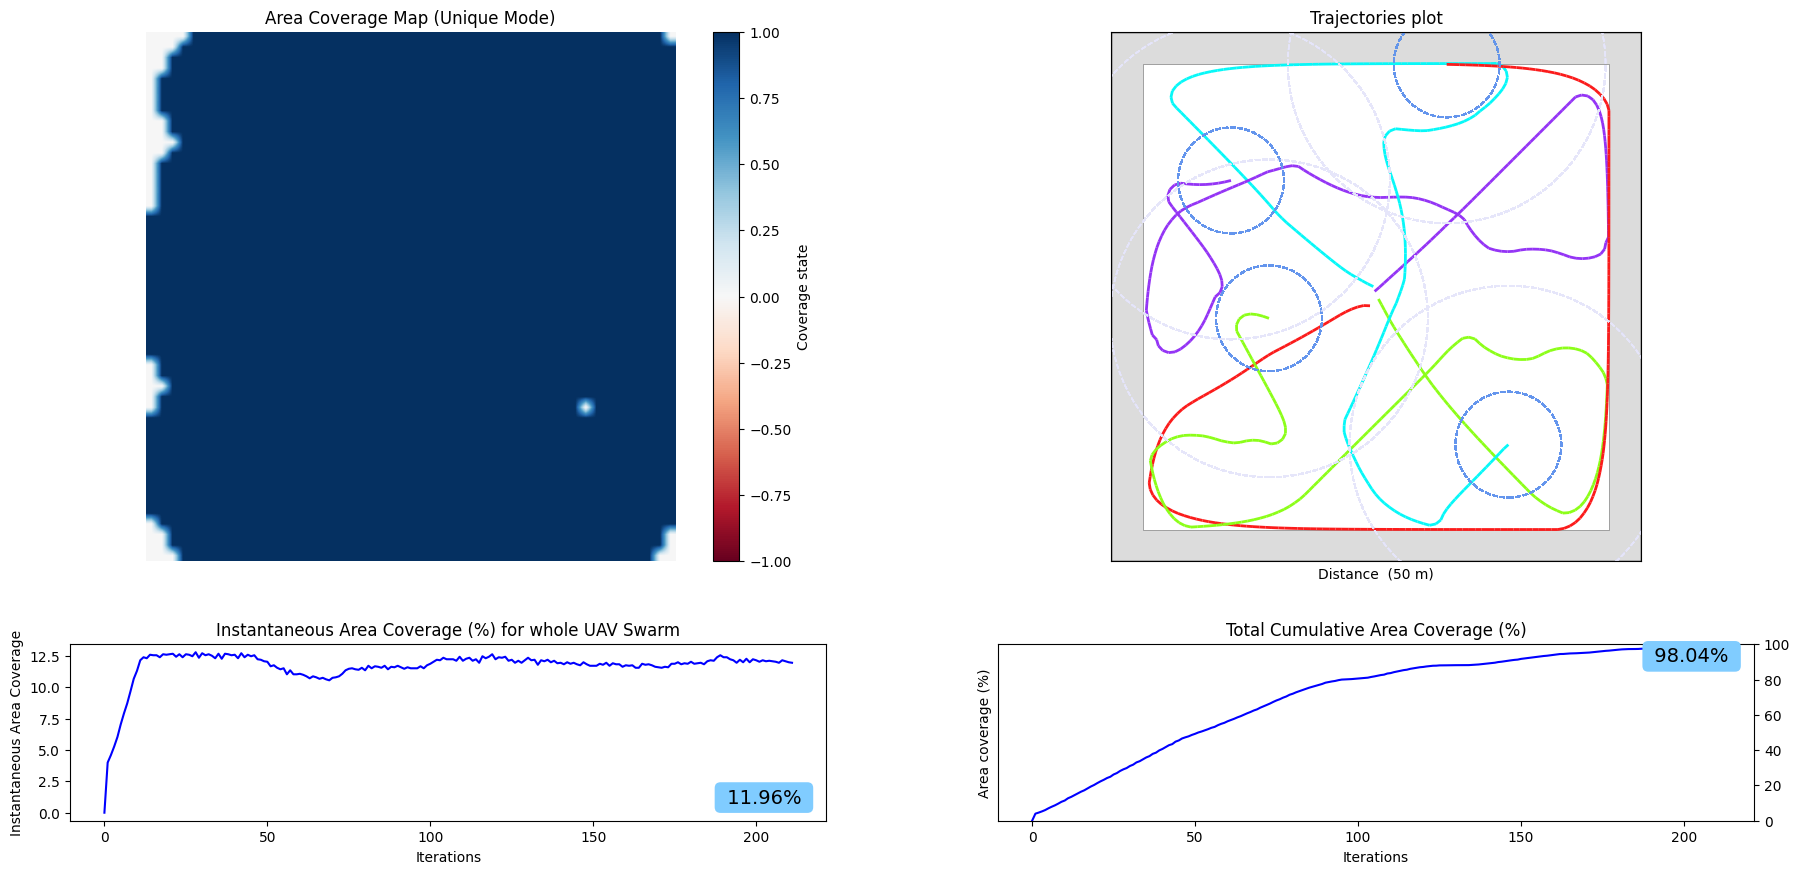 Area Coverage Map (Unique Mode)
1.00
0.75
0.50
0.25
0.00
−0.25
−0.50
−0.75
−1.00
Coverage state
Trajectories plot
Distance  (50 m)
Instantaneous Area Coverage (%) for whole UAV Swarm
Instantaneous Area Coverage
12.5
10.0
7.5
5.0
2.5
0.0
11.96%
0 50 100 150 200
Iterations
Total Cumulative Area Coverage (%)
Area coverage (%)
98.04%
100
80
60
40
20
0
0 50 100 150 200
Iterations